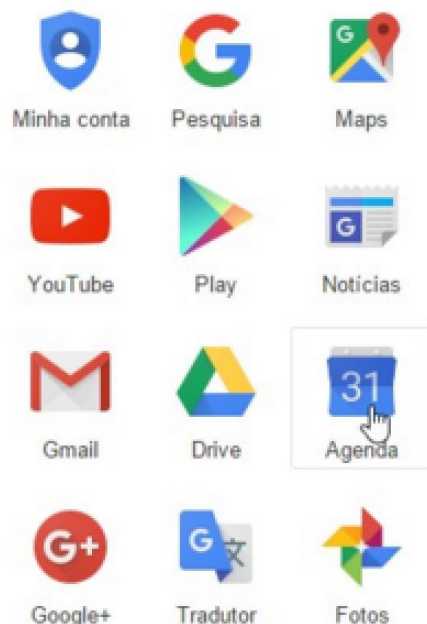 G
Minha conta Pesquisa Maps
G
YouTube Play Notícias
31
Gmail Drive Agenda
G+ G 文
Google+ Tradutor Fotos